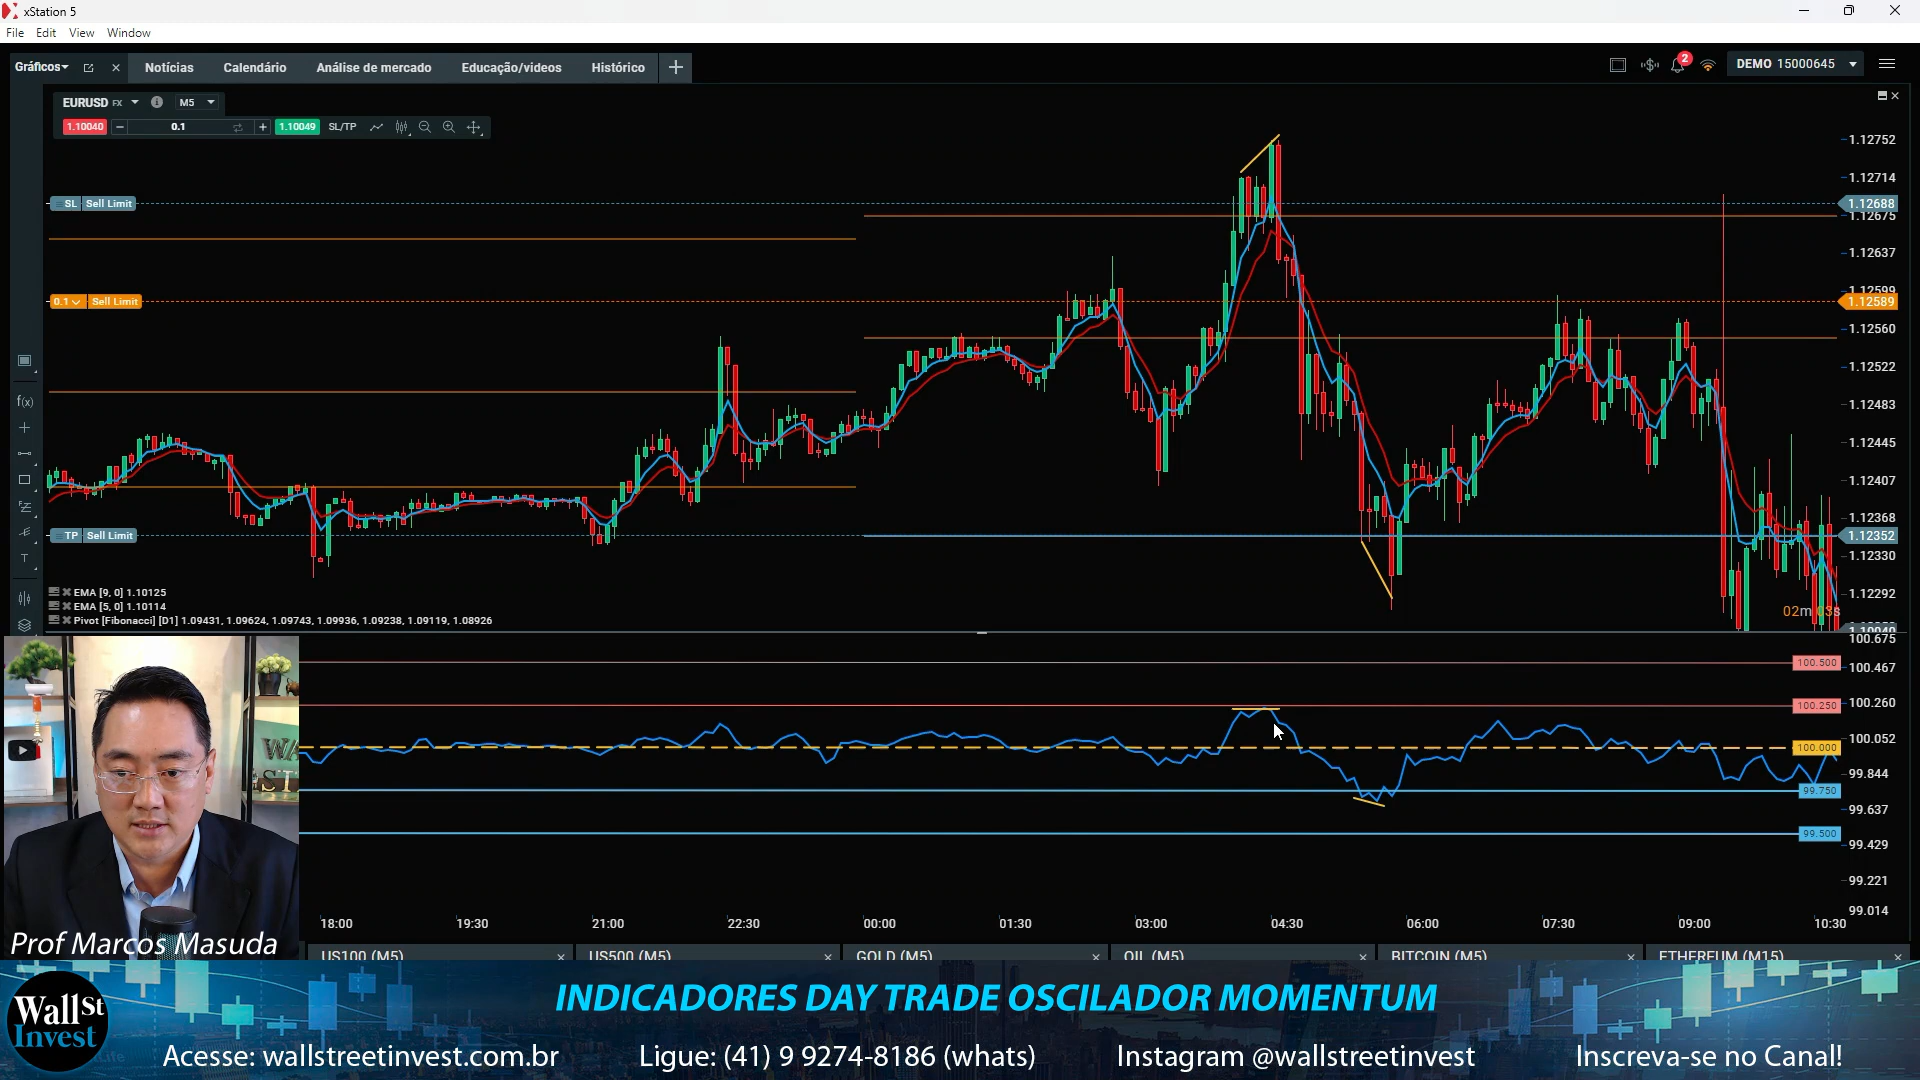 xStation 5
File Edit View Window
Gráficos Notícias Calendário Análise de mercado Educação/videos Histórico
2 DEMO 15000645
EURUSD FX M5
1.10040 0.1 1.10049 SL/TP
SL Sell Limit
0.1 Sell Limit
TP Sell Limit
EMA [9, 0] 1.10125
EMA [5, 0] 1.10114
Pivot [Fibonacci] [D1] 1.09431, 1.09624, 1.09743, 1.09936, 1.09238, 1.09119, 1.08926
f(x)
T
1.12752
1.12714
1.12688
1.12675
1.12637
1.12599
1.12589
1.12560
1.12522
1.12483
1.12445
1.12407
1.12368
1.12352
1.12330
1.12292
02m 03s
1.10040
100.675
100.500
100.467
100.260
100.250
100.052
100.000
99.844
99.750
99.637
99.500
99.429
99.221
99.014
18:00 19:30 21:00 22:30 00:00 01:30 03:00 04:30 06:00 07:30 09:00 10:30
US100 (M5) US500 (M5) GOLD (M5) OIL (M5) BITCOIN (M5) ETHEREUM (M15)
Prof Marcos Masuda
Wall St
Invest
INDICADORES DAY TRADE OSCILADOR MOMENTUM
Acesse: wallstreetinvest.com.br Ligue: (41) 9 9274-8186 (whats) Instagram @wallstreetinvest Inscreva-se no Canal!